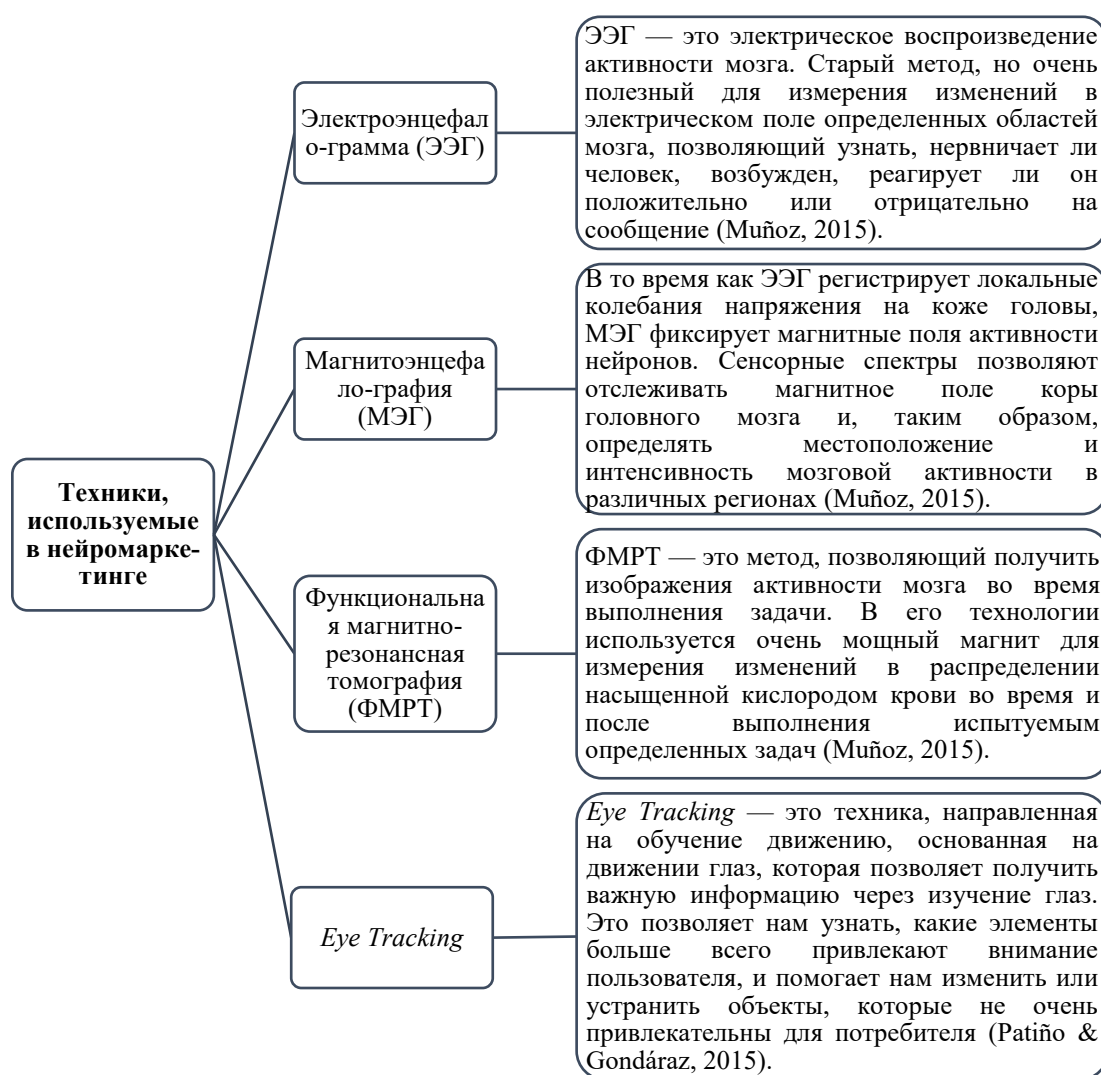 Техники,
используемые
в нейромарке-
тинге
Электроэнцефал
о-грамма (ЭЭГ)
ЭЭГ — это электрическое воспроизведение
активности мозга. Старый метод, но очень
полезный для измерения изменений в
электрическом поле определенных областей
мозга, позволяющий узнать, нервничает ли
человек, возбужден, реагирует ли он
положительно или отрицательно на
сообщение (Muñoz, 2015).
Магнитоэнцефа
ло-графия
(МЭГ)
В то время как ЭЭГ регистрирует локальные
колебания напряжения на коже головы,
МЭГ фиксирует магнитные поля активности
нейронов. Сенсорные спектры позволяют
отслеживать магнитное поле коры
головного мозга и, таким образом,
определять местоположение и
интенсивность мозговой активности в
различных регионах (Muñoz, 2015).
Функциональна
я магнитно-
резонансная
томография
(ФМРТ)
ФМРТ — это метод, позволяющий получить
изображения активности мозга во время
выполнения задачи. В его технологии
используется очень мощный магнит для
измерения изменений в распределении
насыщенной кислородом крови во время и
после выполнения испытуемым
определенных задач (Muñoz, 2015).
Eye Tracking
Eye Tracking — это техника, направленная
на обучение движению, основанная на
движении глаз, которая позволяет получить
важную информацию через изучение глаз.
Это позволяет нам узнать, какие элементы
больше всего привлекают внимание
пользователя, и помогает нам изменить или
устранить объекты, которые не очень
привлекательны для потребителя (Patiño &
Gondáraz, 2015).